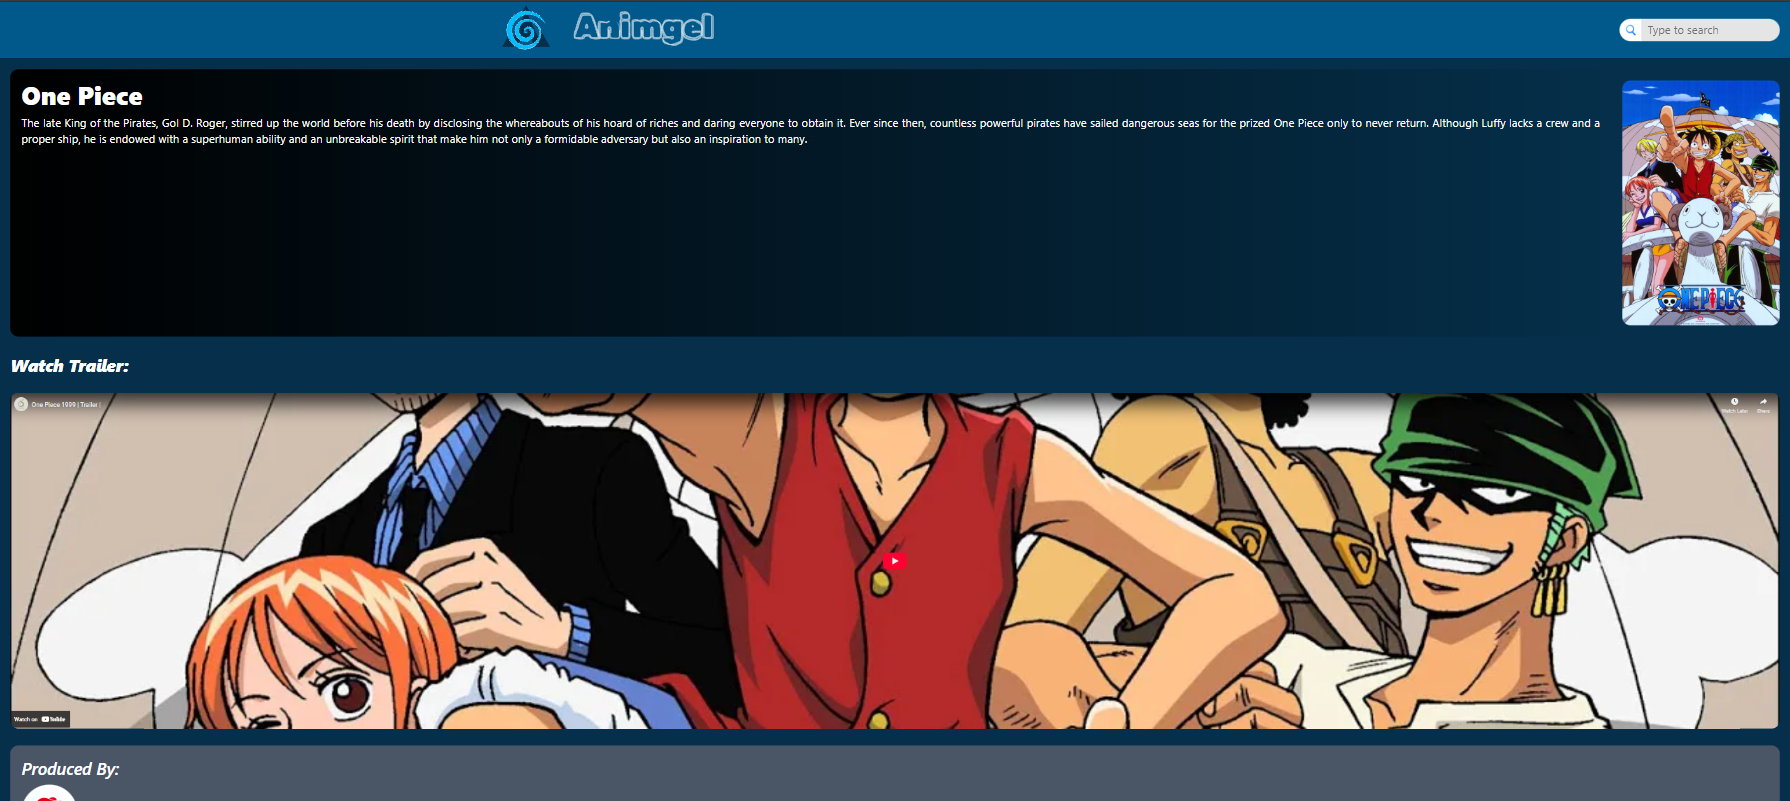 Animgel
Type to search
One Piece
The late King of the Pirates, Gol D. Roger, stirred up the world before his death by disclosing the whereabouts of his hoard of riches and daring everyone to obtain it. Ever since then, countless powerful pirates have sailed dangerous seas for the prized One Piece only to never return. Although Luffy lacks a crew and a
proper ship, he is endowed with a superhuman ability and an unbreakable spirit that make him not only a formidable adversary but also an inspiration to many.
ONE PIECE
Watch Trailer:
One Piece 1999 | Trailer |
Watch Later
Share
Watch on YouTube
Produced By: